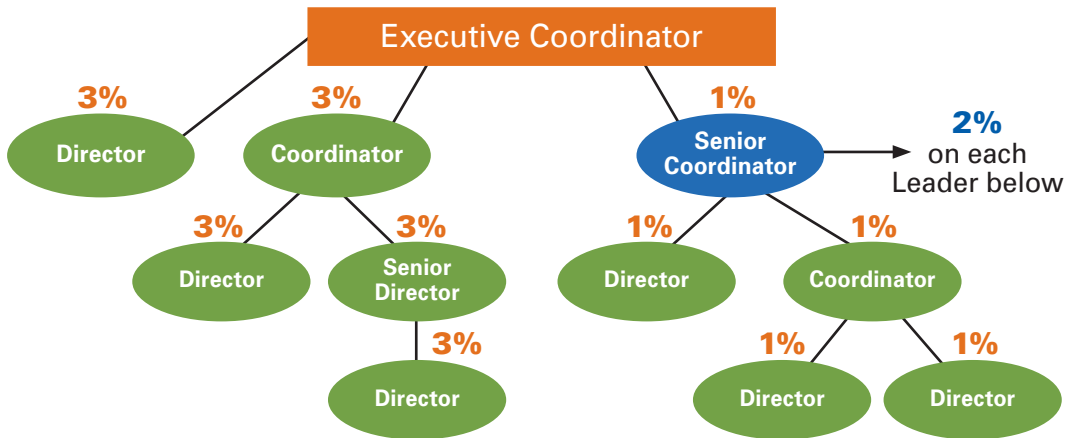 Executive Coordinator
3%
3%
1%
Director
Coordinator
Senior
Coordinator
2%
on each
Leader below
3%
3%
1%
1%
Director
Senior
Director
Director
Coordinator
3%
1%
1%
Director
Director
Director